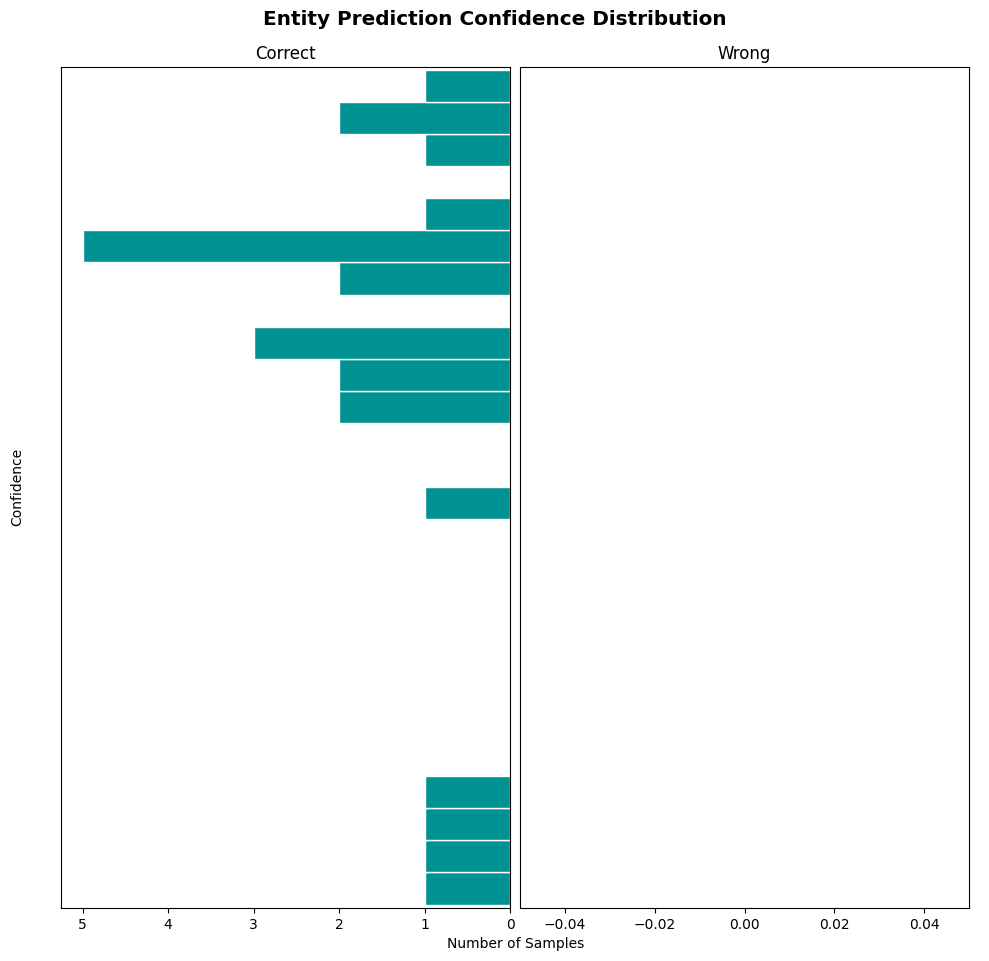 Entity Prediction Confidence Distribution
Correct
Wrong
Confidence
5 4 3 2 1 0
−0.04 −0.02 0.00 0.02 0.04
Number of Samples